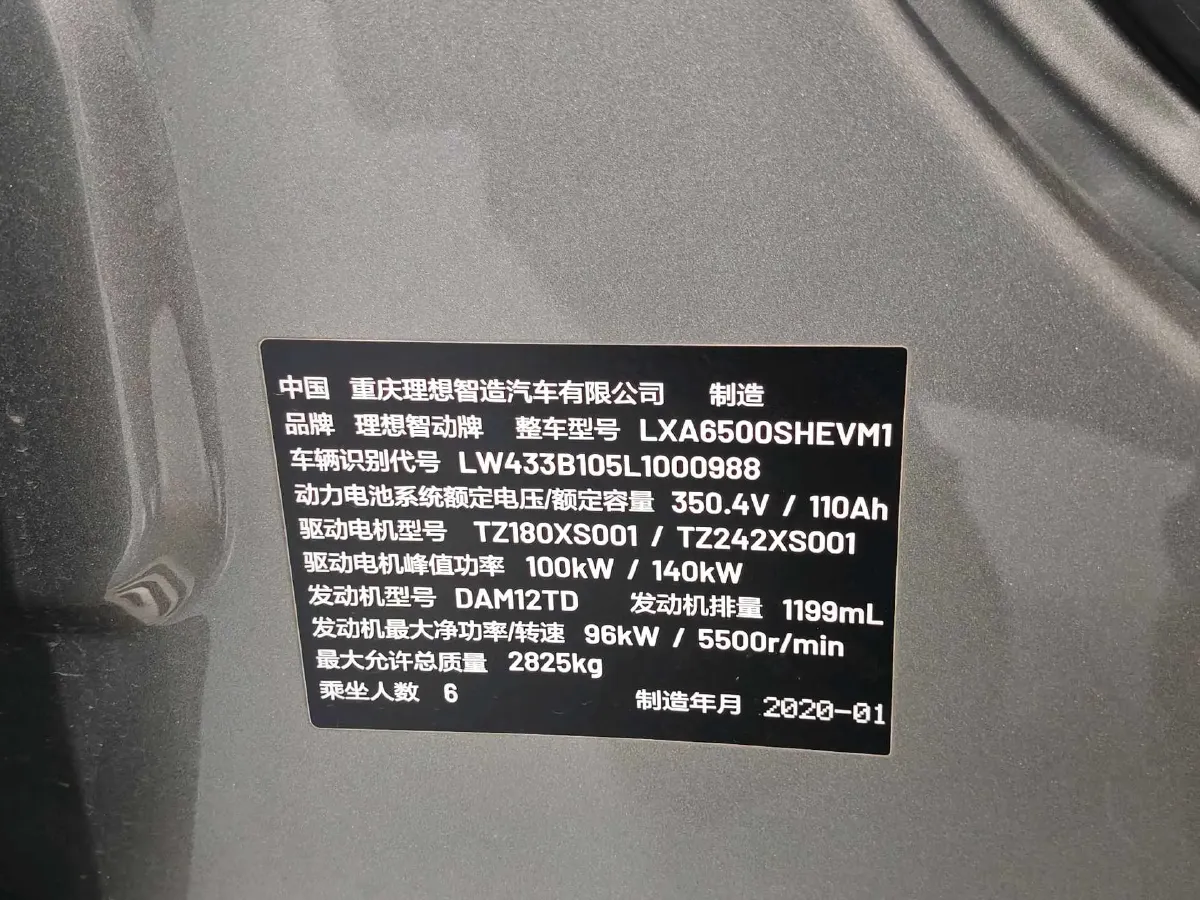 中国 重庆理想智造汽车有限公司 制造
品牌 理想智动牌 整车型号 LXA6500SHEVM1
车辆识别代号 LW433B105L1000988
动力电池系统额定电压/额定容量 350.4V / 110Ah
驱动电机型号 TZ180XS001 / TZ242XS001
驱动电机峰值功率 100kW / 140kW
发动机型号 DAM12TD 发动机排量 1199mL
发动机最大净功率/转速 96kW / 5500r/min
最大允许总质量 2825kg
乘坐人数 6 制造年月 2020-01